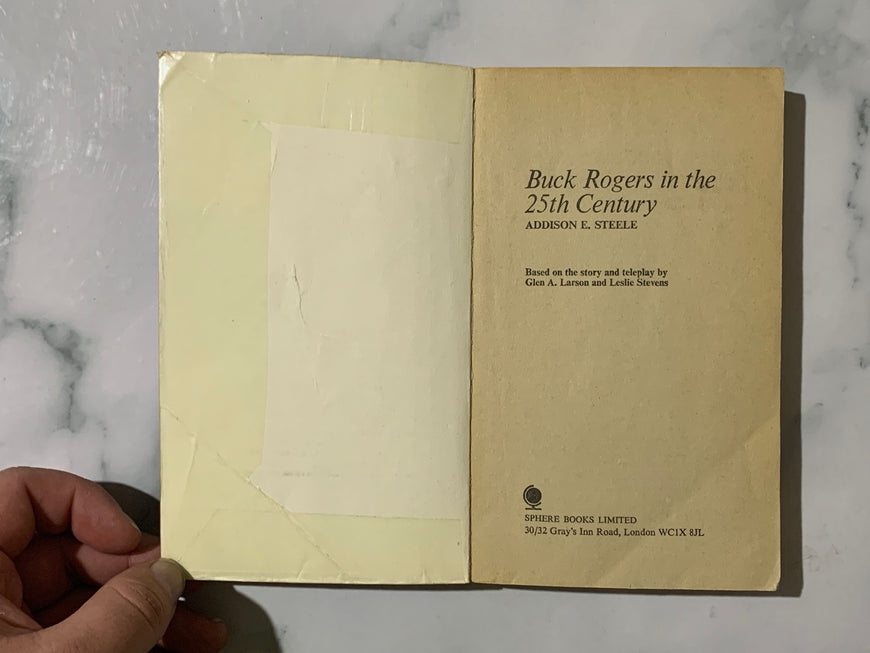 Buck Rogers in the
25th Century
ADDISON E. STEELE
Based on the story and teleplay by
Glen A. Larson and Leslie Stevens
SPHERE BOOKS LIMITED
30/32 Gray's Inn Road, London WC1X 8JL